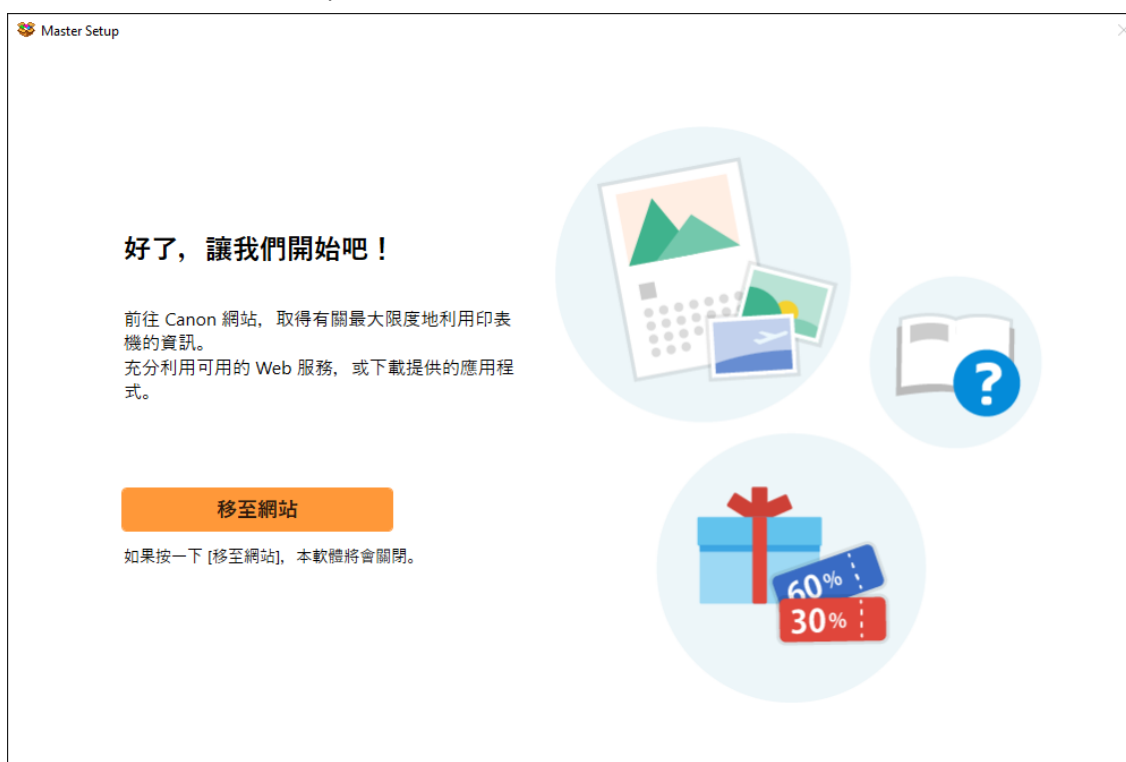 Master Setup
好了，讓我們開始吧！
前往 Canon 網站，取得有關最大限度地利用印表
機的資訊。
充分利用可用的 Web 服務，或下載提供的應用程
式。
移至網站
如果按一下 [移至網站]，本軟體將會關閉。
?
60%
30%